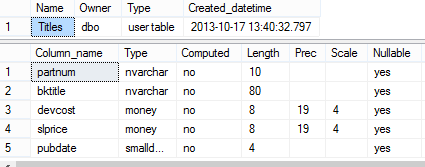 Name Owner Type Created_datetime
1 Titles dbo user table 2013-10-17 13:40:32.797
Column_name Type Computed Length Prec Scale Nullable
1 partnum nvarchar no 10 yes
2 bktitle nvarchar no 80 yes
3 devcost money no 8 19 4 yes
4 slprice money no 8 19 4 yes
5 pubdate smalld... no 4 yes